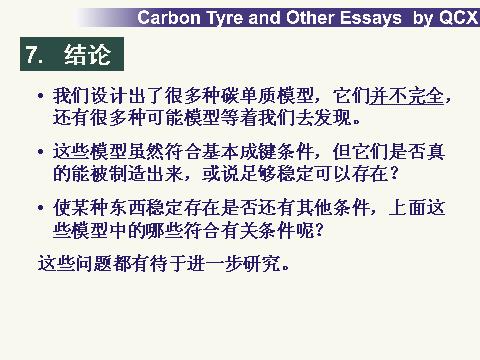 Carbon Tyre and Other Essays by QCX
7. 结论
• 我们设计出了很多种碳单质模型，它们并不完全，
还有很多种可能模型等着我们去发现。
• 这些模型虽然符合基本成键条件，但它们是否真
的能被制造出来，或说足够稳定可以存在？
• 使某种东西稳定存在是否还有其他条件，上面这
些模型中的哪些符合有关条件呢？
这些问题都有待于进一步研究。